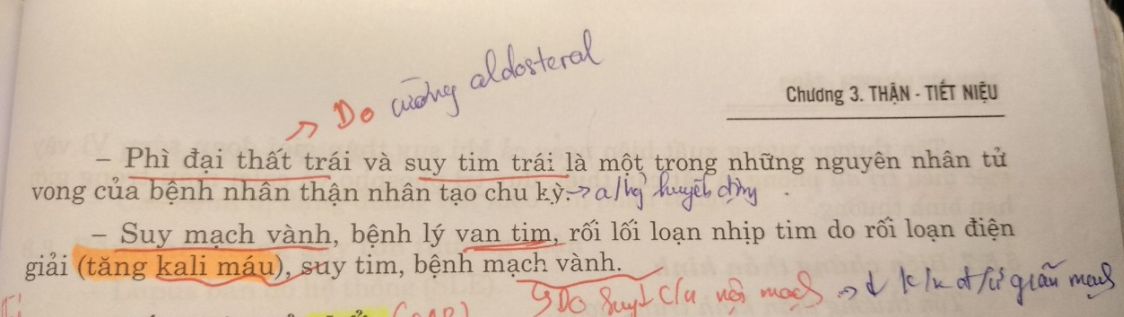 Do cường aldosteral
Chương 3. THẬN - TIẾT NIỆU
– Phì đại thất trái và suy tim trái là một trong những nguyên nhân tử
vong của bệnh nhân thận nhân tạo chu kỳ. → a/hg huyết động
– Suy mạch vành, bệnh lý van tim, rối lối loạn nhịp tim do rối loạn điện
giải (tăng kali máu), suy tim, bệnh mạch vành.
Do suy↓ c/n nội mạch → ↓ k/n đ/ứ giãn mạch